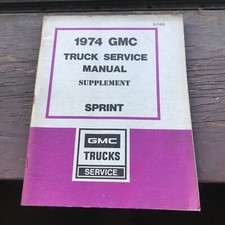 1974 GMC
TRUCK SERVICE
MANUAL
SUPPLEMENT
SPRINT
GMC
TRUCKS
SERVICE